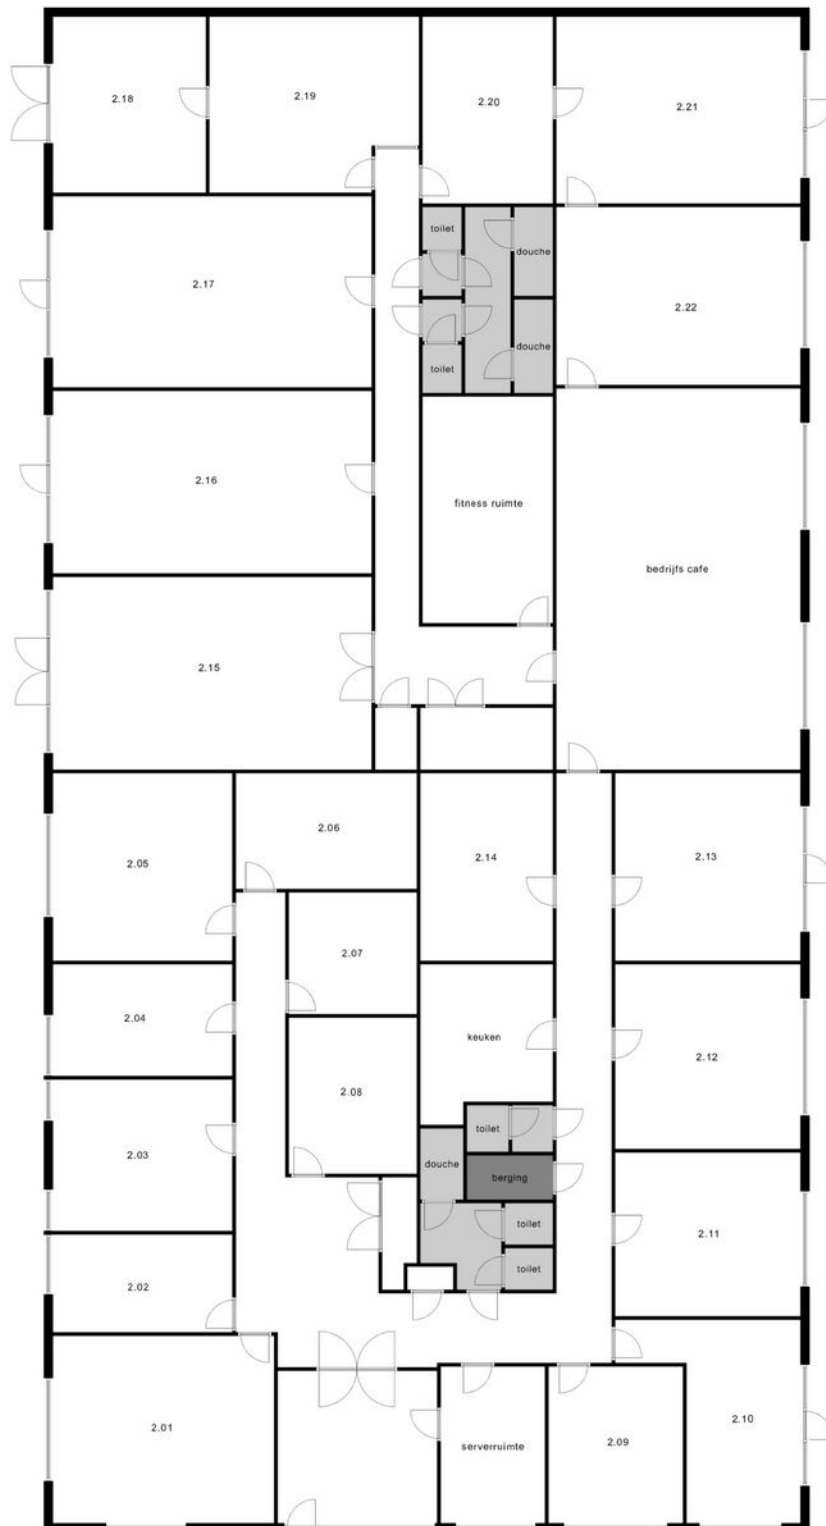 2.18
2.19
2.20
2.21
toilet
douche
2.17
2.22
douche
toilet
2.16
fitness ruimte
bedrijfs cafe
2.15
2.06
2.05
2.14
2.13
2.07
2.04
keuken
2.12
2.08
toilet
2.03
douche
berging
toilet
2.11
toilet
2.02
2.10
2.01
2.09
serverruimte